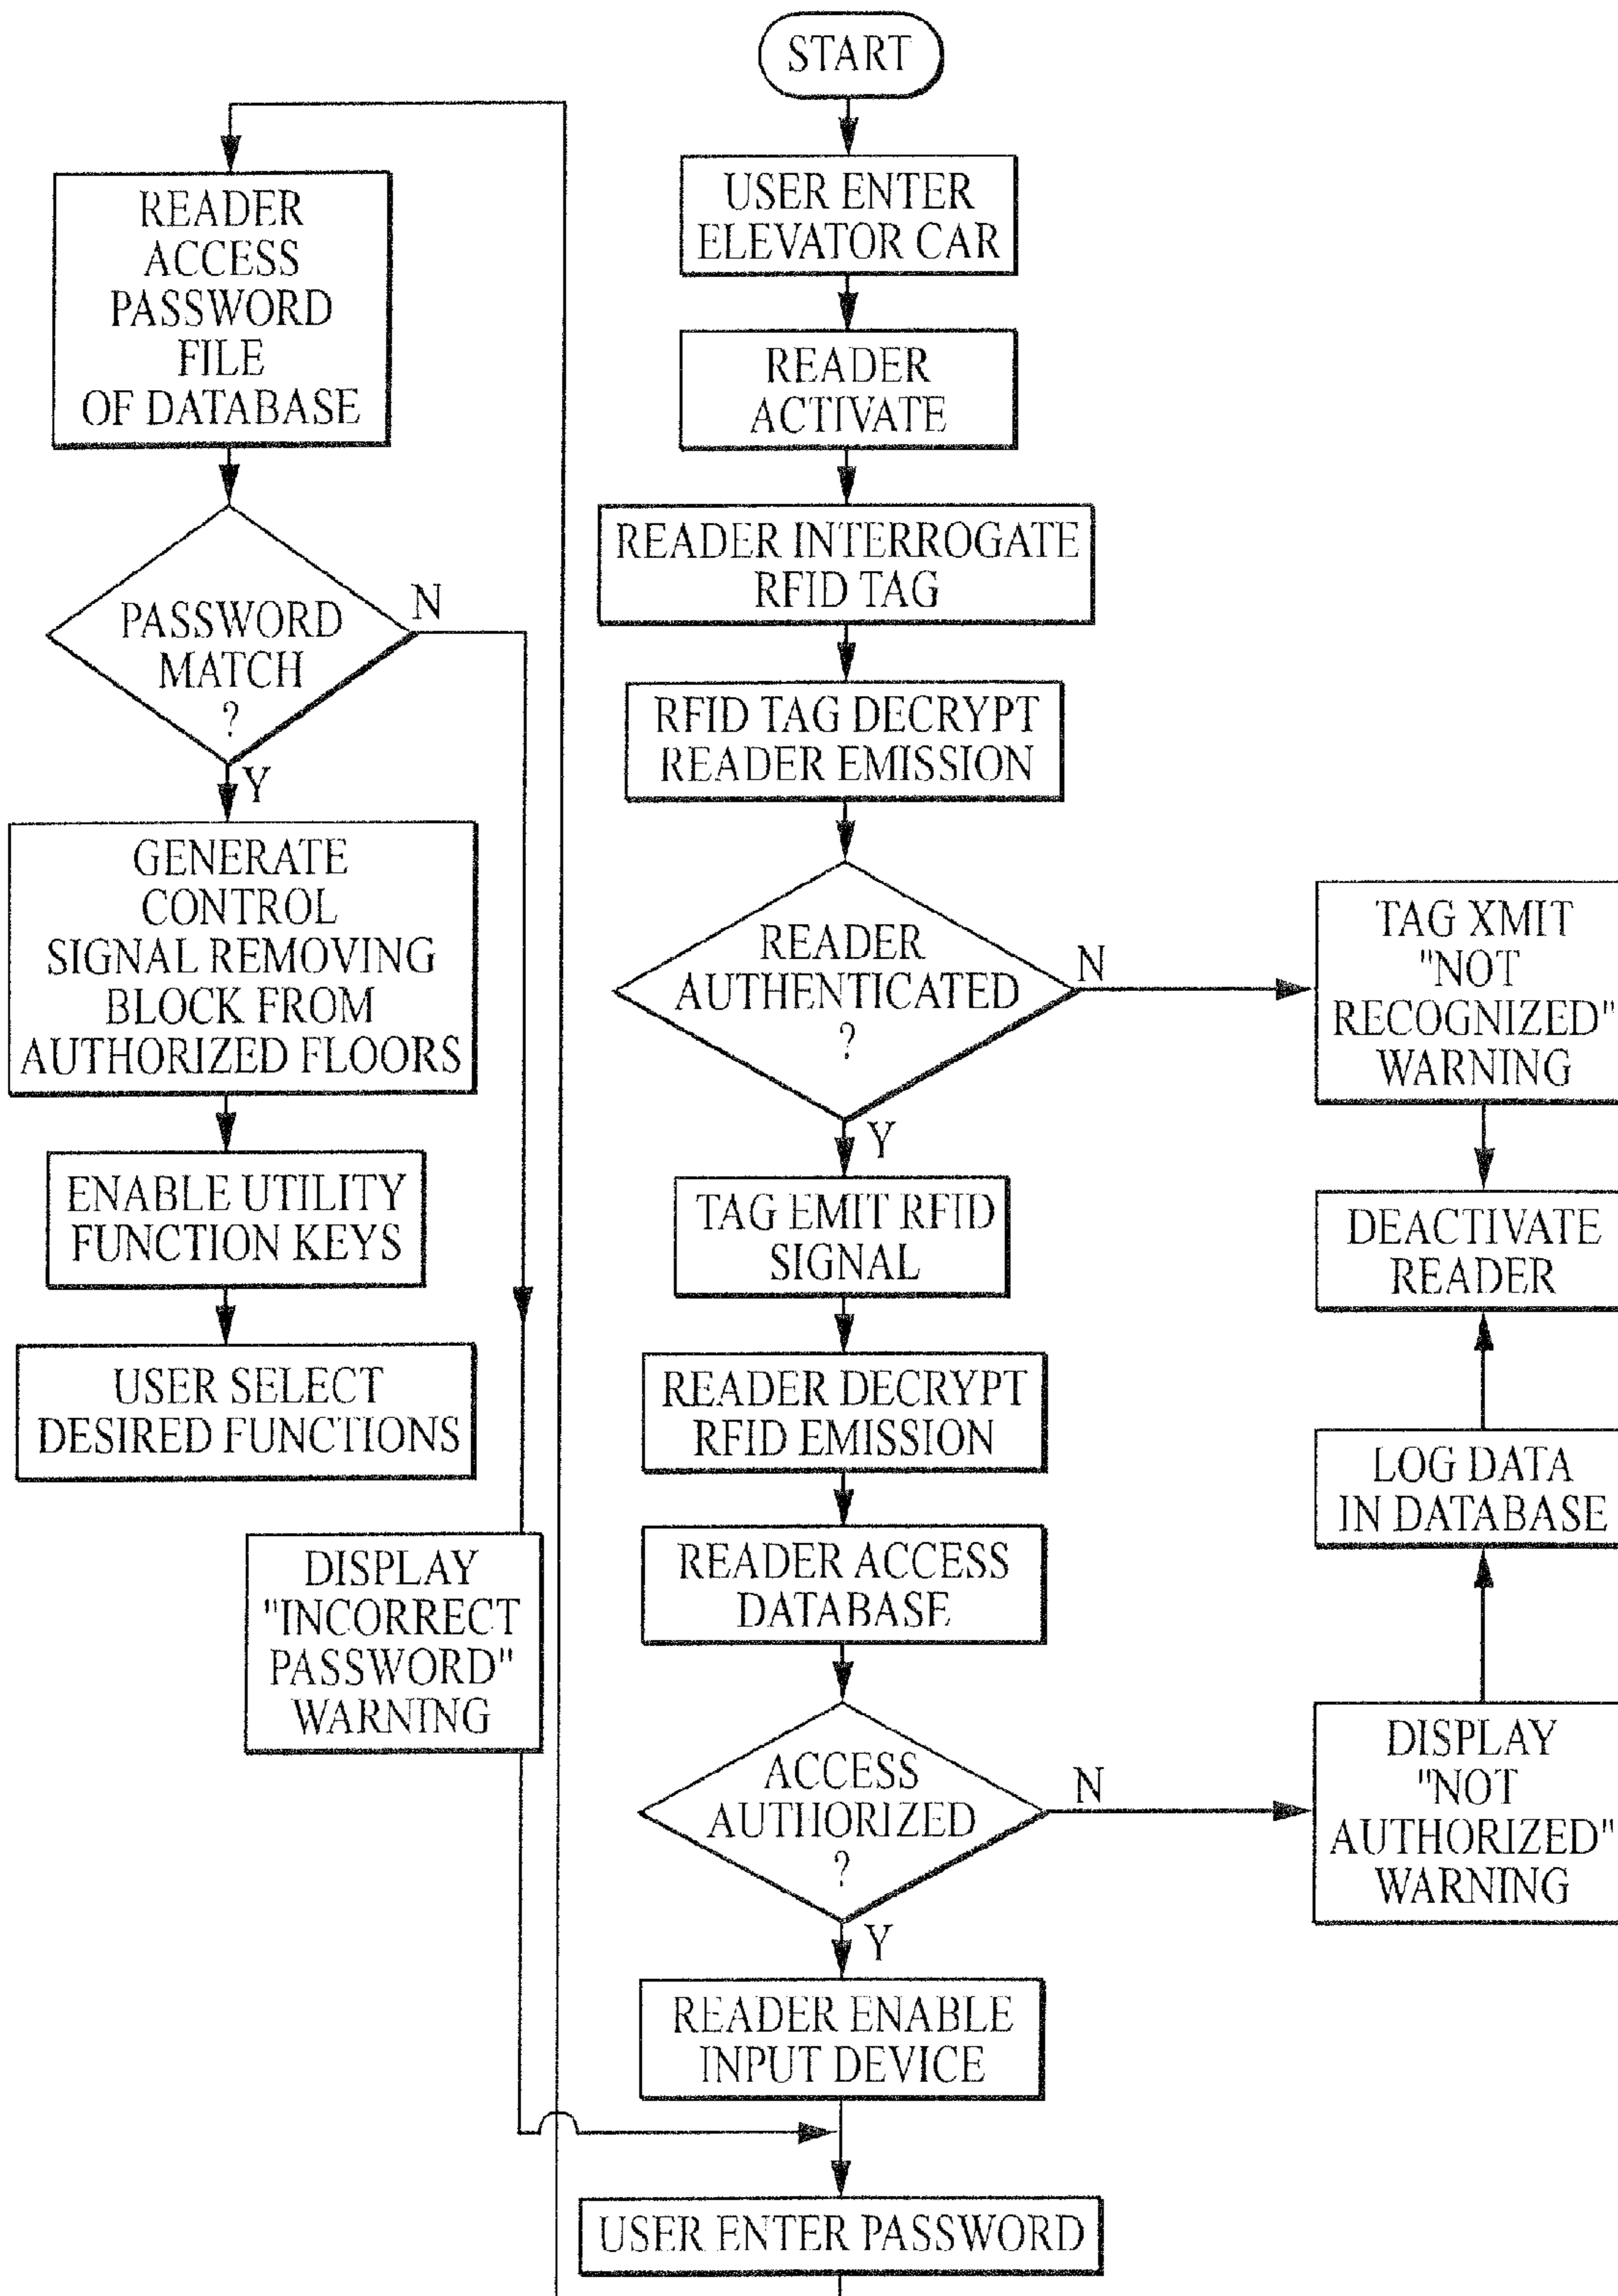 START
USER ENTER
ELEVATOR CAR
READER
ACTIVATE
READER INTERROGATE
RFID TAG
RFID TAG DECRYPT
READER EMISSION
READER
AUTHENTICATED
?
N
TAG XMIT
"NOT
RECOGNIZED"
WARNING
DEACTIVATE
READER
Y
TAG EMIT RFID
SIGNAL
READER DECRYPT
RFID EMISSION
READER ACCESS
DATABASE
ACCESS
AUTHORIZED
?
N
DISPLAY
"NOT
AUTHORIZED"
WARNING
LOG DATA
IN DATABASE
Y
READER ENABLE
INPUT DEVICE
USER ENTER PASSWORD
READER
ACCESS
PASSWORD
FILE
OF DATABASE
PASSWORD
MATCH
?
N
DISPLAY
"INCORRECT
PASSWORD"
WARNING
Y
GENERATE
CONTROL
SIGNAL REMOVING
BLOCK FROM
AUTHORIZED FLOORS
ENABLE UTILITY
FUNCTION KEYS
USER SELECT
DESIRED FUNCTIONS